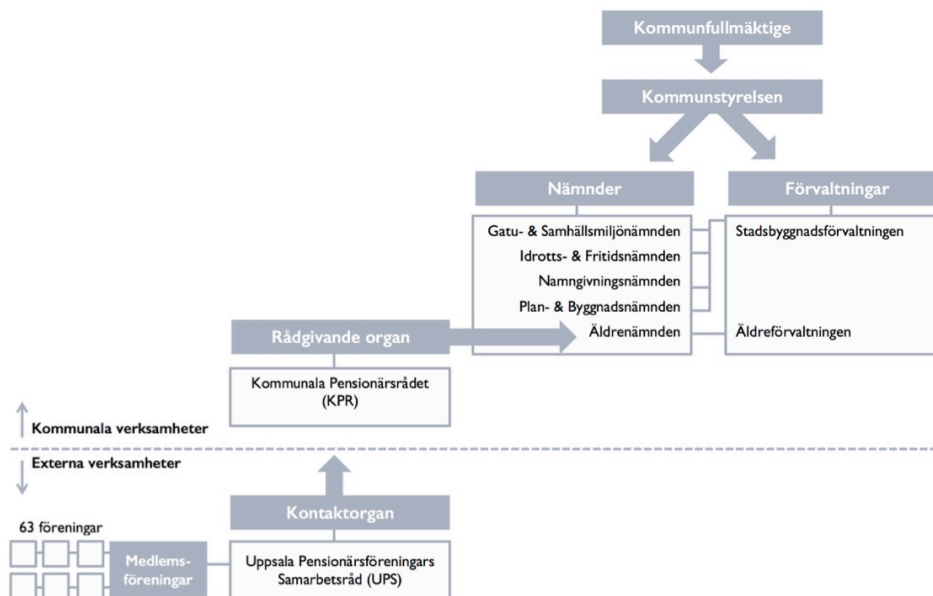 Kommunfullmäktige
Kommunstyrelsen
Nämnder
Förvaltningar
Gatu- & Samhällsmiljönämnden
Stadsbyggnadsförvaltningen
Idrotts- & Fritidsnämnden
Namngivningsnämnden
Plan- & Byggnadsnämnden
Äldrenämnden
Äldreförvaltningen
Rådgivande organ
Kommunala Pensionärsrådet
(KPR)
Kommunala verksamheter
Externa verksamheter
Kontaktorgan
63 föreningar
Medlems-
föreningar
Uppsala Pensionärsföreningars
Samarbetsråd (UPS)